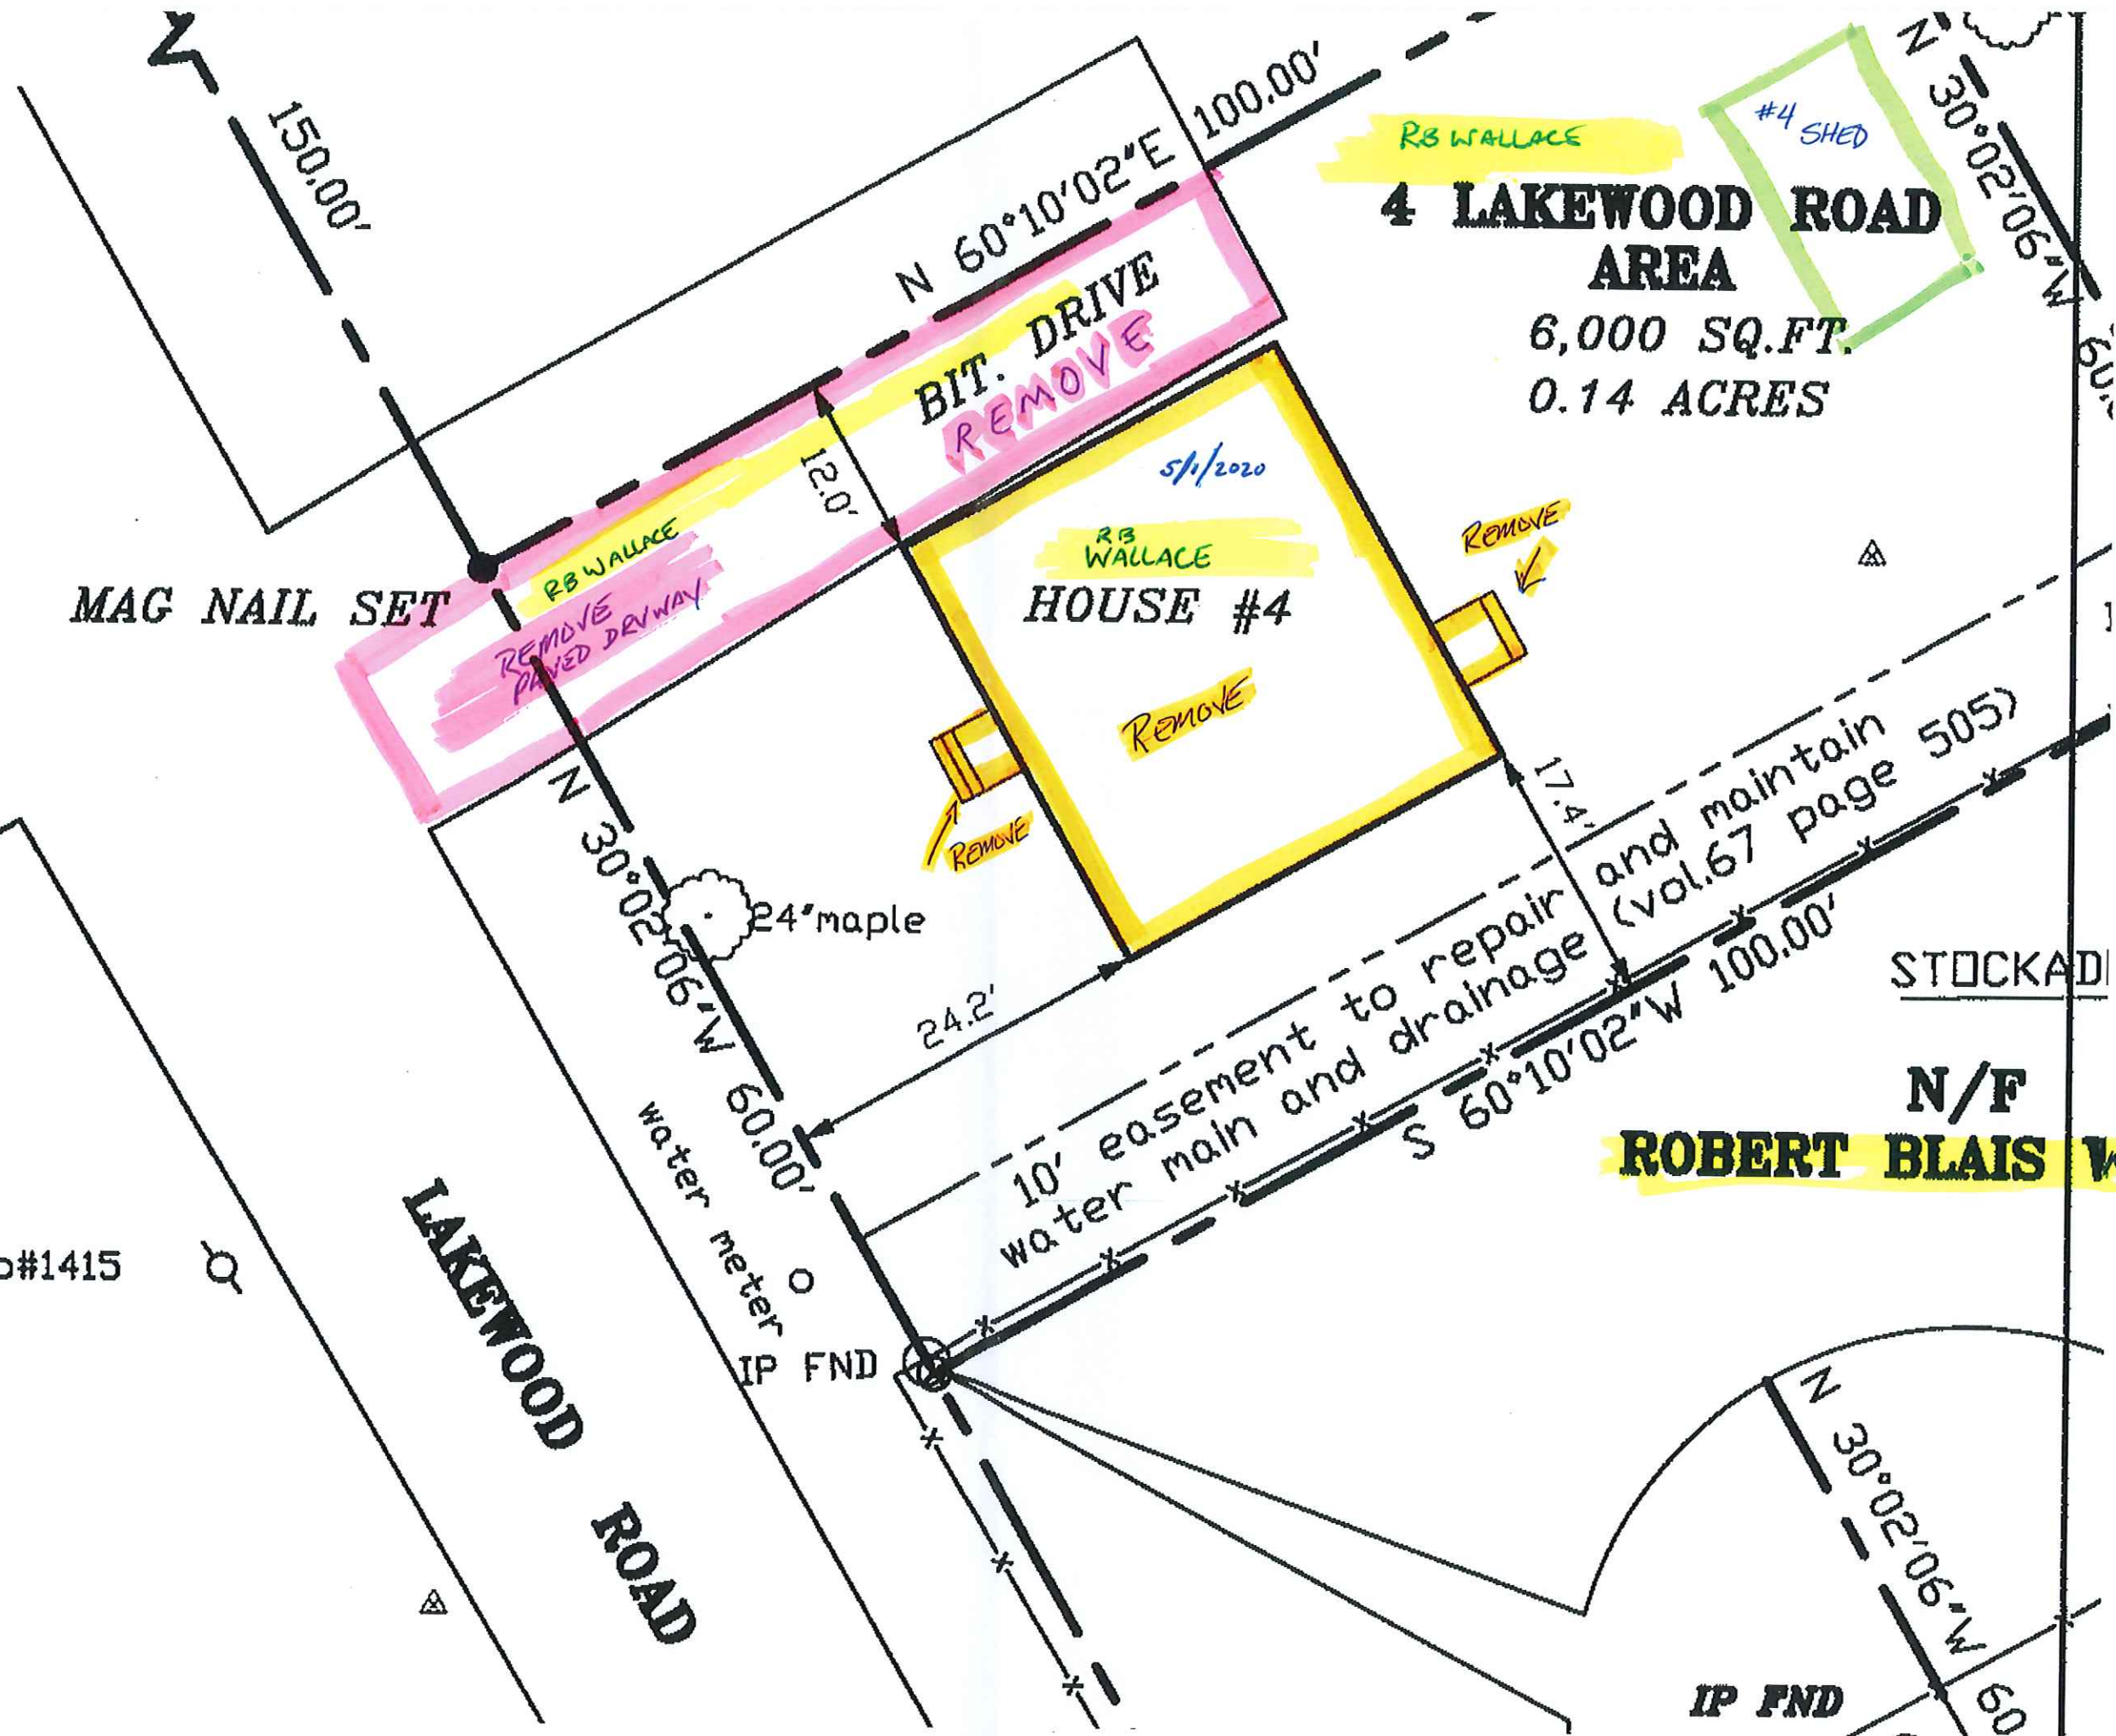 150.00'
N 60°10'02"E
100.00'
RB WALLACE
#4 SHED
4 LAKEWOOD ROAD
AREA
6,000 SQ.FT.
0.14 ACRES
N 30°02'06"W
BIT. DRIVE
REMOVE
12.0'
5/1/2020
RB
WALLACE
HOUSE #4
REMOVE
REMOVE
REMOVE
MAG NAIL SET
RB WALLACE
REMOVE
PAVED DRVWAY
N 30°02'06"W 60.00'
24"maple
24.2'
17.4'
10' easement to repair and maintain
water main and drainage (vol.67 page 505)
S 60°10'02"W 100.00'
STOCKAD
N/F
ROBERT BLAIS W
water meter
IP FND
#1415
LAKEWOOD ROAD
N 30°02'06"W 60
IP FND